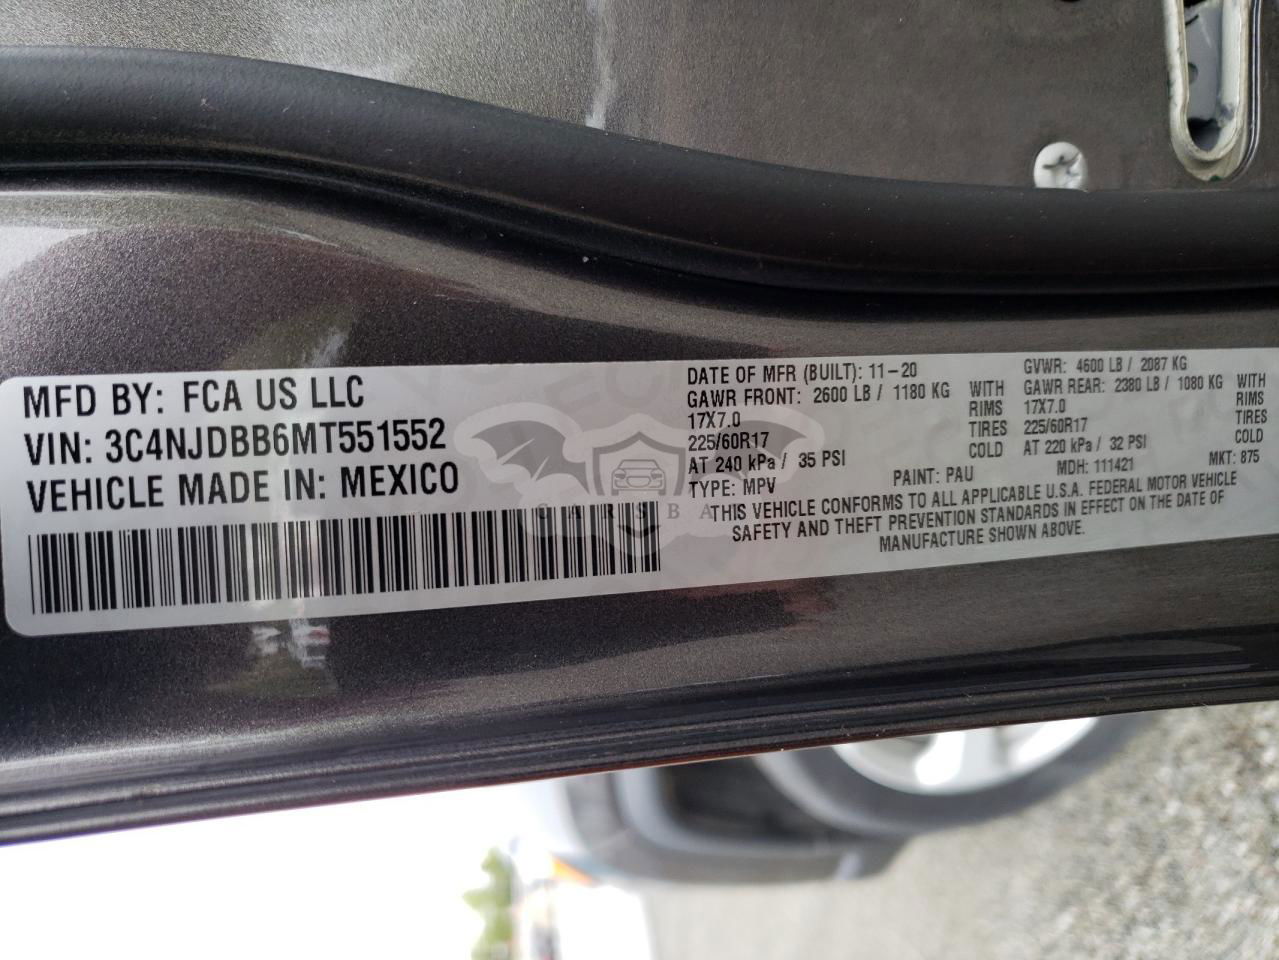 MFD BY: FCA US LLC
VIN: 3C4NJDBB6MT551552
VEHICLE MADE IN: MEXICO
DATE OF MFR (BUILT): 11-20
GAWR FRONT: 2600 LB / 1180 KG WITH
17X7.0 RIMS
225/60R17 TIRES
AT 240 kPa / 35 PSI COLD
TYPE: MPV PAINT: PAU
GVWR: 4600 LB / 2087 KG
GAWR REAR: 2380 LB / 1080 KG WITH
17X7.0 RIMS
225/60R17 TIRES
AT 220 kPa / 32 PSI COLD
MDH: 111421 MKT: 875
THIS VEHICLE CONFORMS TO ALL APPLICABLE U.S.A. FEDERAL MOTOR VEHICLE
SAFETY AND THEFT PREVENTION STANDARDS IN EFFECT ON THE DATE OF
MANUFACTURE SHOWN ABOVE.